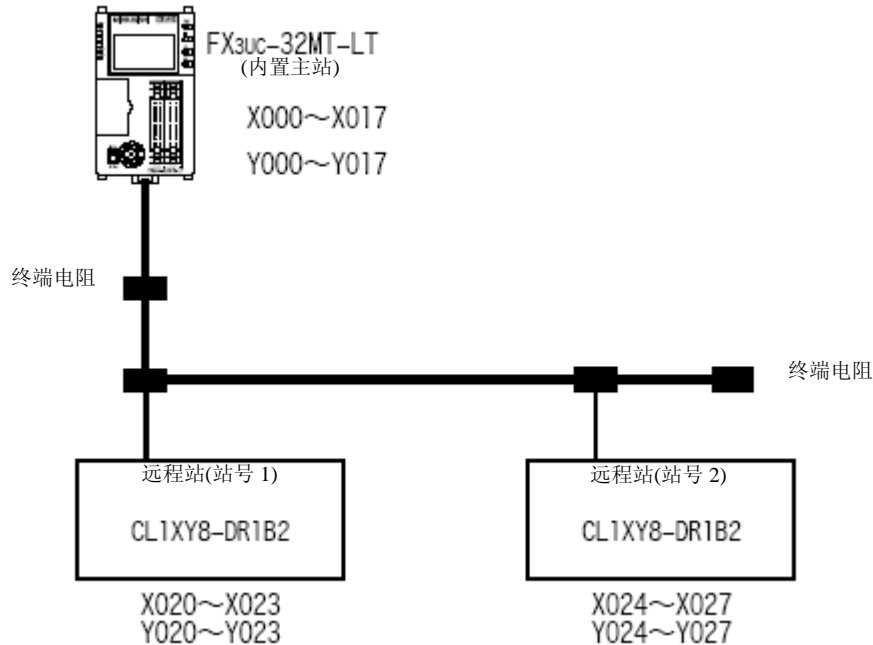 FX3UC-32MT-LT
(内置主站)
X000～X017
Y000～Y017
终端电阻
终端电阻
远程站(站号 1)
CL1XY8-DR1B2
X020～X023
Y020～Y023
远程站(站号 2)
CL1XY8-DR1B2
X024～X027
Y024～Y027